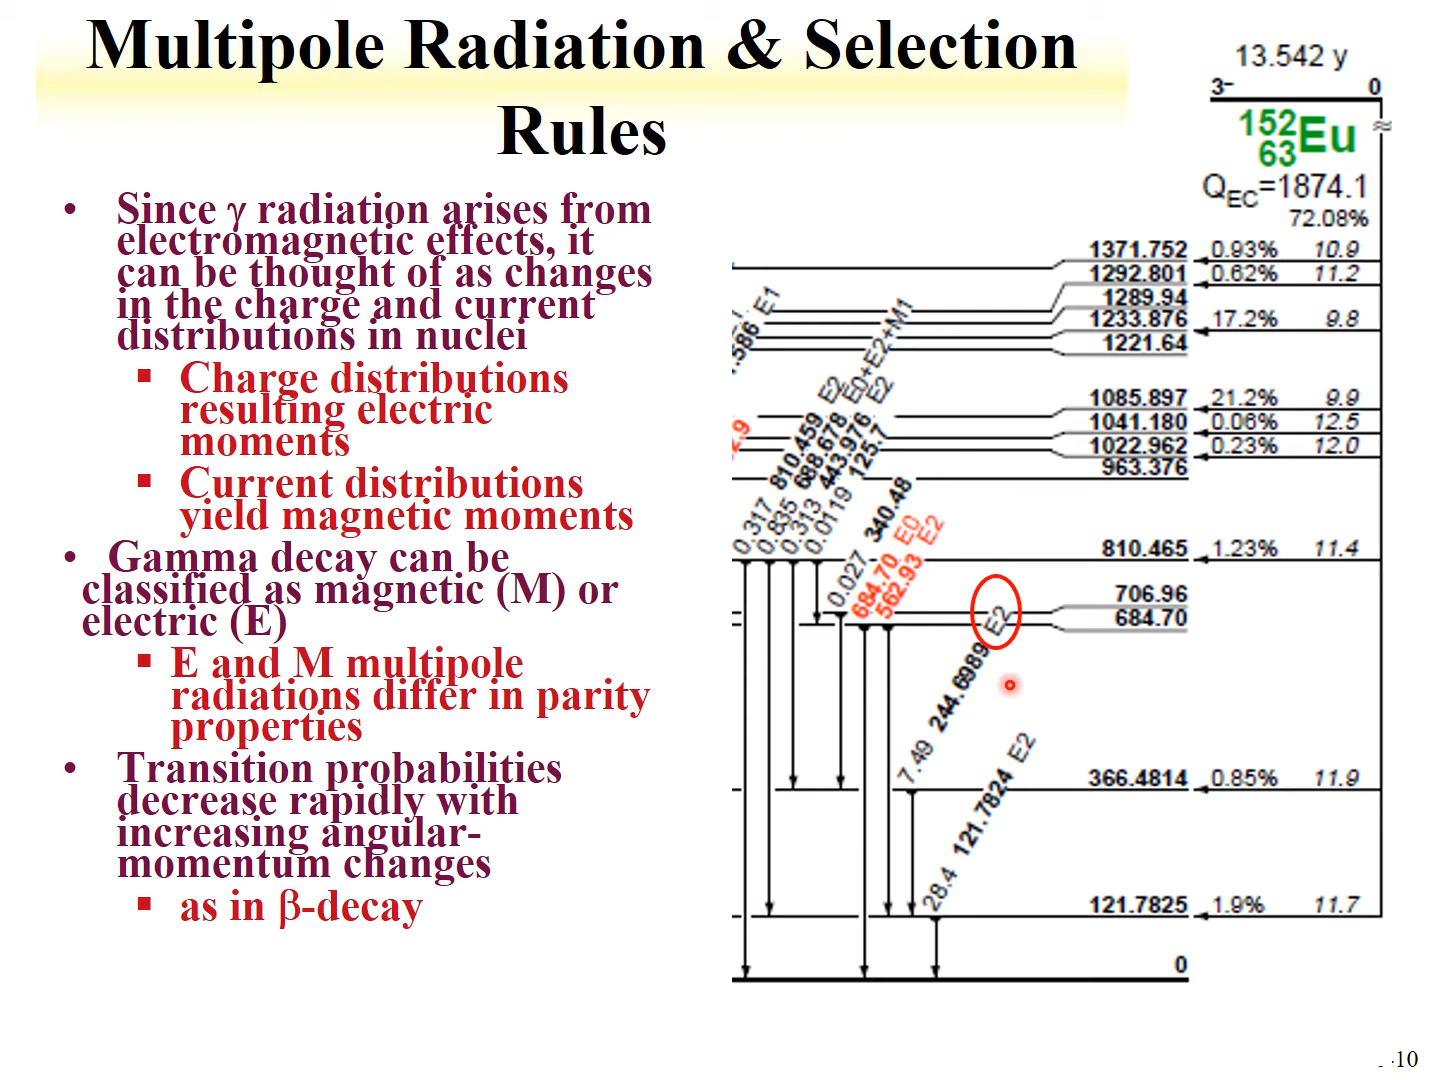 Multipole Radiation & Selection
Rules
• Since γ radiation arises from
electromagnetic effects, it
can be thought of as changes
in the charge and current
distributions in nuclei
▪ Charge distributions
resulting electric
moments
▪ Current distributions
yield magnetic moments
• Gamma decay can be
classified as magnetic (M) or
electric (E)
▪ E and M multipole
radiations differ in parity
properties
• Transition probabilities
decrease rapidly with
increasing angular-
momentum changes
▪ as in β-decay
13.542 y
3⁻ 0
152
63 Eu
Q_EC=1874.1
72.08%
1371.752 0.93% 10.9
1292.801 0.62% 11.2
1289.94
1233.876 17.2% 9.8
1221.64
1085.897 21.2% 9.9
1041.180 0.06% 12.5
1022.962 0.23% 12.0
963.376
810.465 1.23% 11.4
706.96
684.70
366.4814 0.85% 11.9
121.7825 1.9% 11.7
0
.586 E1
2.9
0.317 810.459 E2
0.835 688.678 E0+E2+M1
0.313 443.976 E2
0.0119 125.7
0.027 340.48
684.70 E0
562.93 E2
7.49 244.6989 E2
28.4 121.7824 E2
-10